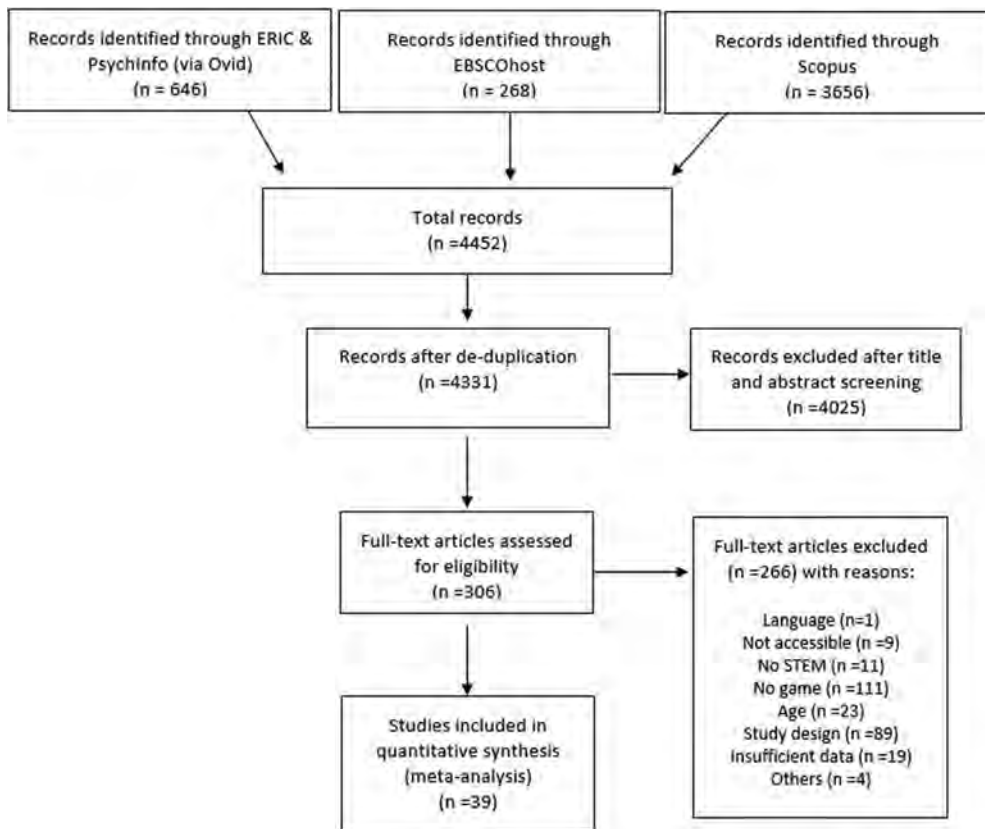 Records identified through ERIC &
Psychinfo (via Ovid)
(n = 646)
Records identified through
EBSCOhost
(n = 268)
Records identified through
Scopus
(n = 3656)
Total records
(n =4452)
Records after de-duplication
(n =4331)
Records excluded after title
and abstract screening
(n =4025)
Full-text articles assessed
for eligibility
(n =306)
Full-text articles excluded
(n =266) with reasons:
Language (n=1)
Not accessible (n =9)
No STEM (n =11)
No game (n =111)
Age (n =23)
Study design (n =89)
Insufficient data (n =19)
Others (n =4)
Studies included in
quantitative synthesis
(meta-analysis)
(n =39)